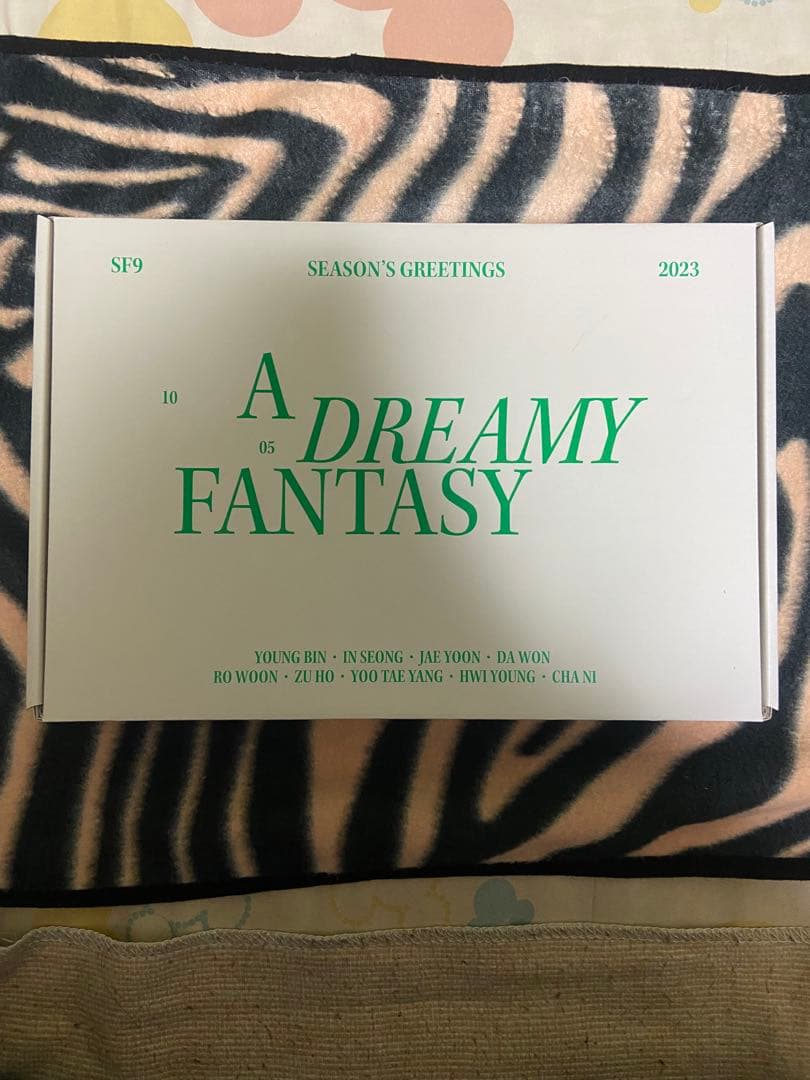 SF9 SEASON'S GREETINGS 2023
10 A DREAMY
05
FANTASY
YOUNG BIN · IN SEONG · JAE YOON · DA WON
RO WOON · ZU HO · YOO TAE YANG · HWI YOUNG · CHA NI